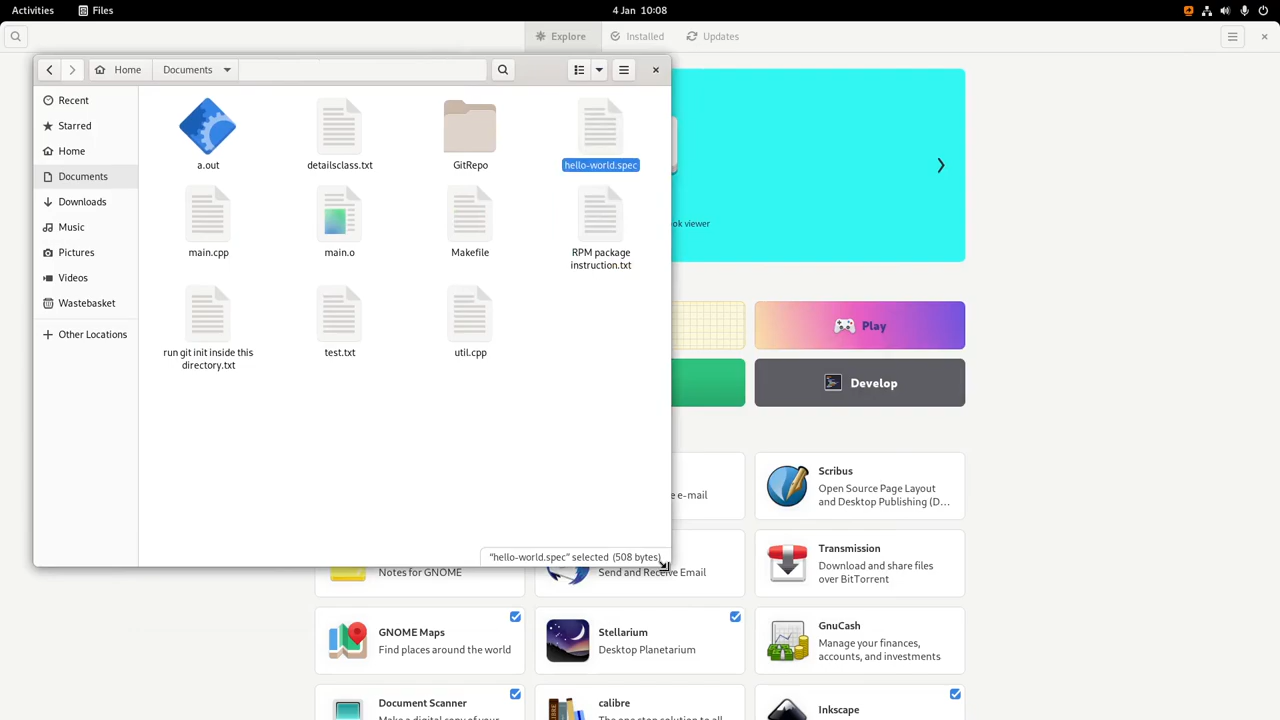 Activities
Files
4 Jan 10:08
Explore
Installed
Updates
Home
Documents
Recent
Starred
Home
Documents
Downloads
Music
Pictures
Videos
Wastebasket
Other Locations
a.out
detailsclass.txt
GitRepo
hello-world.spec
main.cpp
main.o
Makefile
RPM package
instruction.txt
run git init inside this
directory.txt
test.txt
util.cpp
"hello-world.spec" selected (508 bytes)
ok viewer
Play
Develop
e e-mail
Scribus
Open Source Page Layout
and Desktop Publishing (D…
Notes for GNOME
Send and Receive Email
Transmission
Download and share files
over BitTorrent
GNOME Maps
Find places around the world
Stellarium
Desktop Planetarium
GnuCash
Manage your finances,
accounts, and investments
Document Scanner
calibre
Inkscape